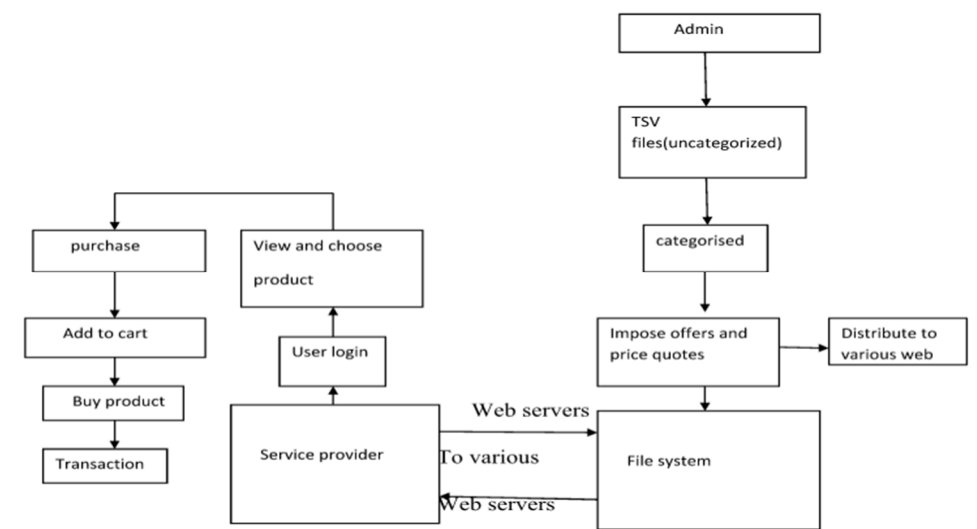 Admin
TSV
files(uncategorized)
purchase
View and choose
product
categorised
Add to cart
User login
Impose offers and
price quotes
Distribute to
various web
Buy product
Web servers
Service provider
To various
File system
Transaction
Web servers